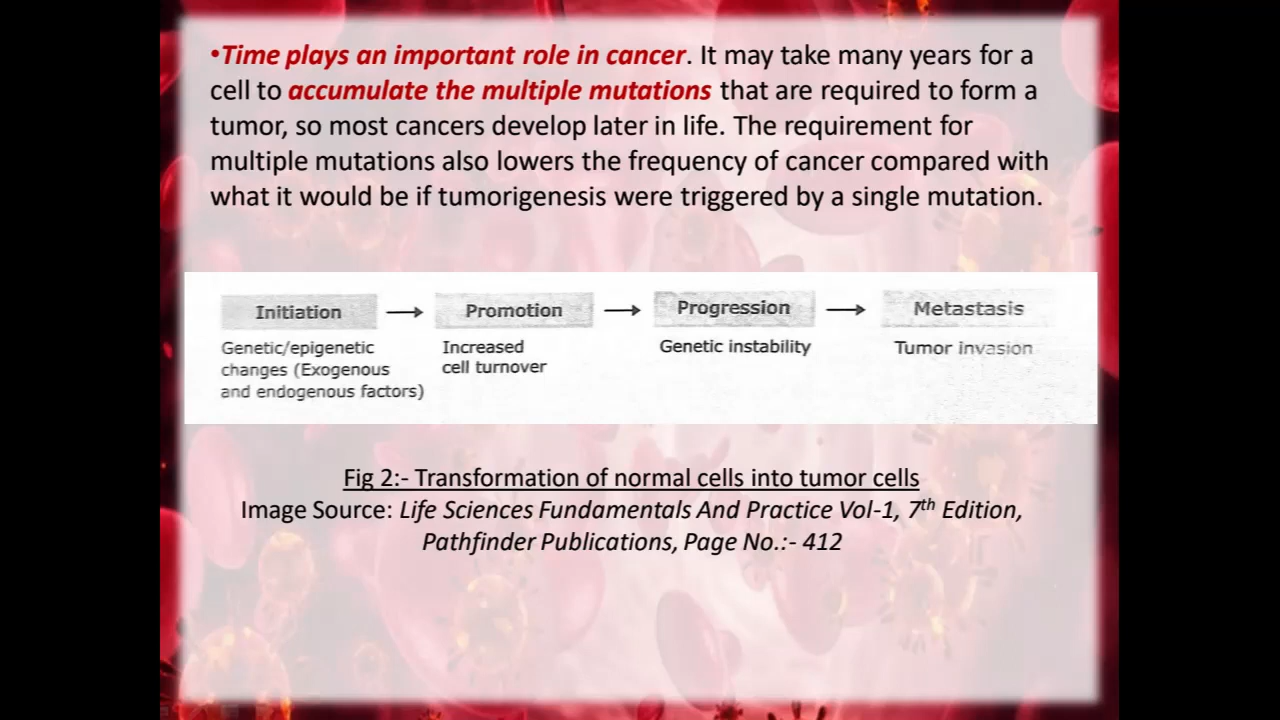 •Time plays an important role in cancer. It may take many years for a
cell to accumulate the multiple mutations that are required to form a
tumor, so most cancers develop later in life. The requirement for
multiple mutations also lowers the frequency of cancer compared with
what it would be if tumorigenesis were triggered by a single mutation.
Initiation → Promotion → Progression → Metastasis
Genetic/epigenetic
changes (Exogenous
and endogenous factors)
Increased
cell turnover
Genetic instability
Tumor invasion
Fig 2:- Transformation of normal cells into tumor cells
Image Source: Life Sciences Fundamentals And Practice Vol-1, 7th Edition,
Pathfinder Publications, Page No.:- 412